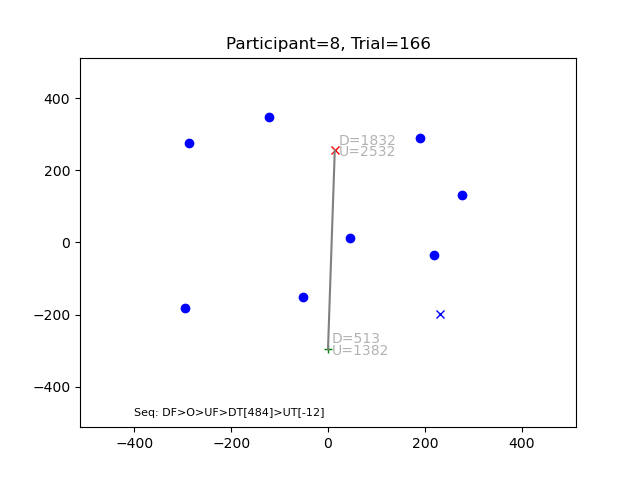 Participant=8, Trial=166
400
200
0
−200
−400
D=1832
U=2532
D=513
U=1382
Seq: DF>O>UF>DT[484]>UT[-12]
−400
−200
0
200
400